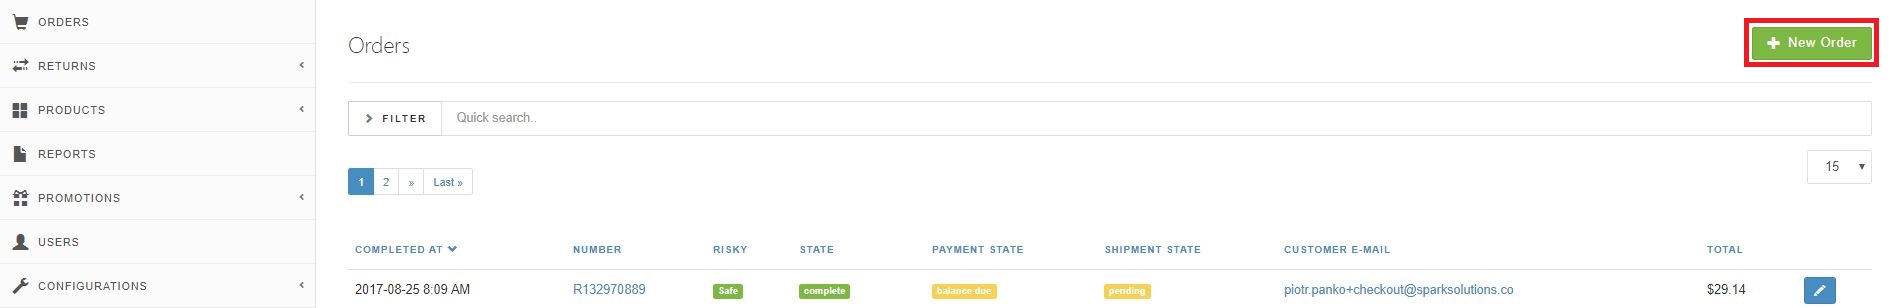 ORDERS
RETURNS
PRODUCTS
REPORTS
PROMOTIONS
USERS
CONFIGURATIONS
Orders
New Order
FILTER Quick search..
1 2 » Last »
15
COMPLETED AT NUMBER RISKY STATE PAYMENT STATE SHIPMENT STATE CUSTOMER E-MAIL TOTAL
2017-08-25 8:09 AM R132970889 Safe complete balance due pending piotr.panko+checkout@sparksolutions.co $29.14